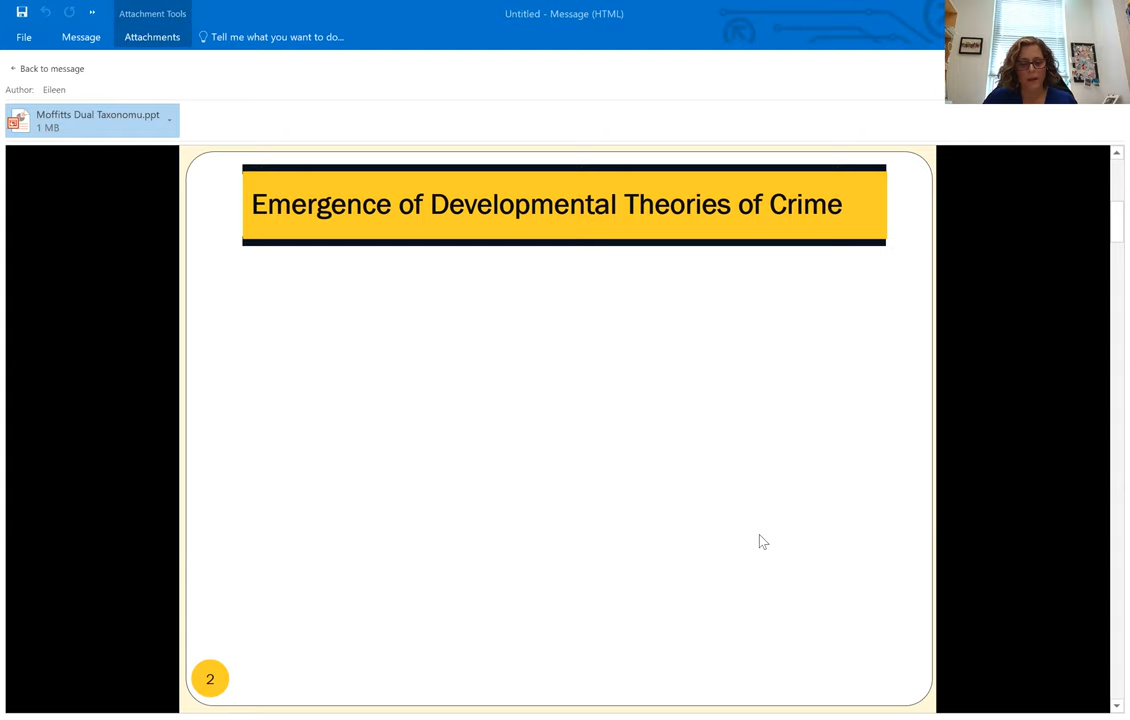 Attachment Tools
Untitled - Message (HTML)
File
Message
Attachments
Tell me what you want to do...
Back to message
Author: Eileen
Moffitts Dual Taxonomu.ppt
1 MB
Emergence of Developmental Theories of Crime
2